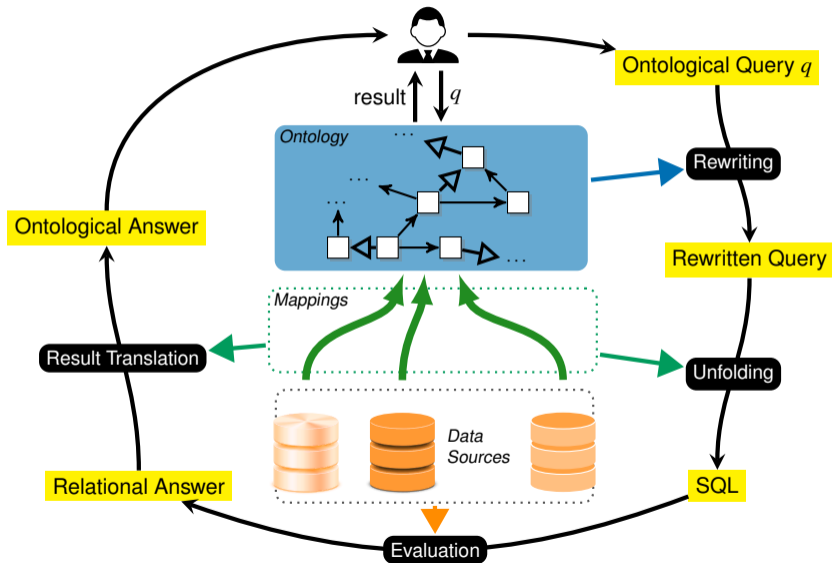 Ontological Query q
result
q
Ontology
...
...
...
...
Rewriting
Ontological Answer
Rewritten Query
Mappings
Result Translation
Unfolding
Data
Sources
Relational Answer
SQL
Evaluation